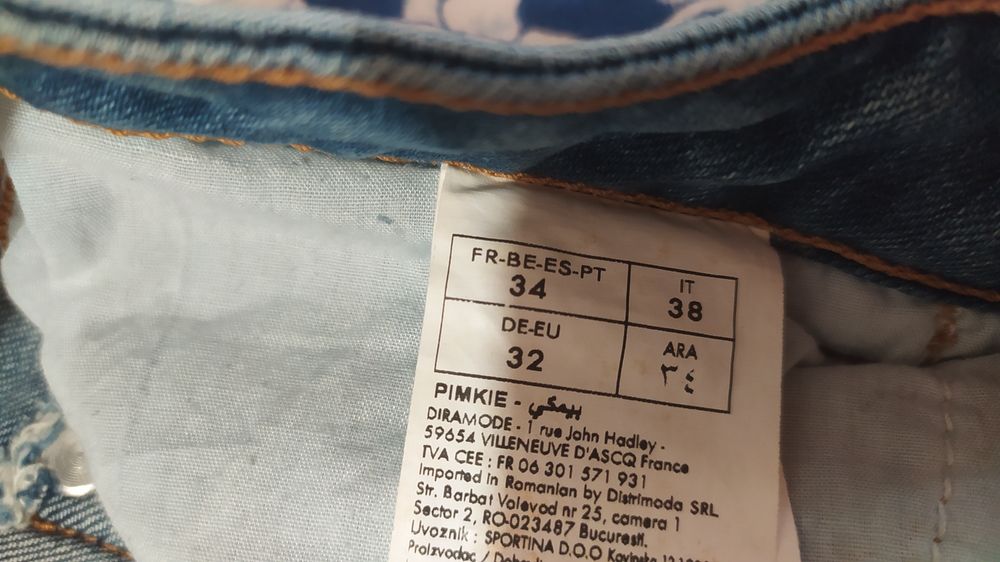 FR-BE-ES-PT
34
IT
38
DE-EU
32
ARA
٣٤
PIMKIE - بيمكي
DIRAMODE - 1 rue John Hadley -
59654 VILLENEUVE D'ASCQ France
TVA CEE : FR 06 301 571 931
Imported in Romanian by Distrimoda SRL
Str. Barbat Voievod nr 25, camera 1
Sector 2, RO-023487 Bucuresti.
Uvoznik : SPORTINA D.O.O
Proizvodac /